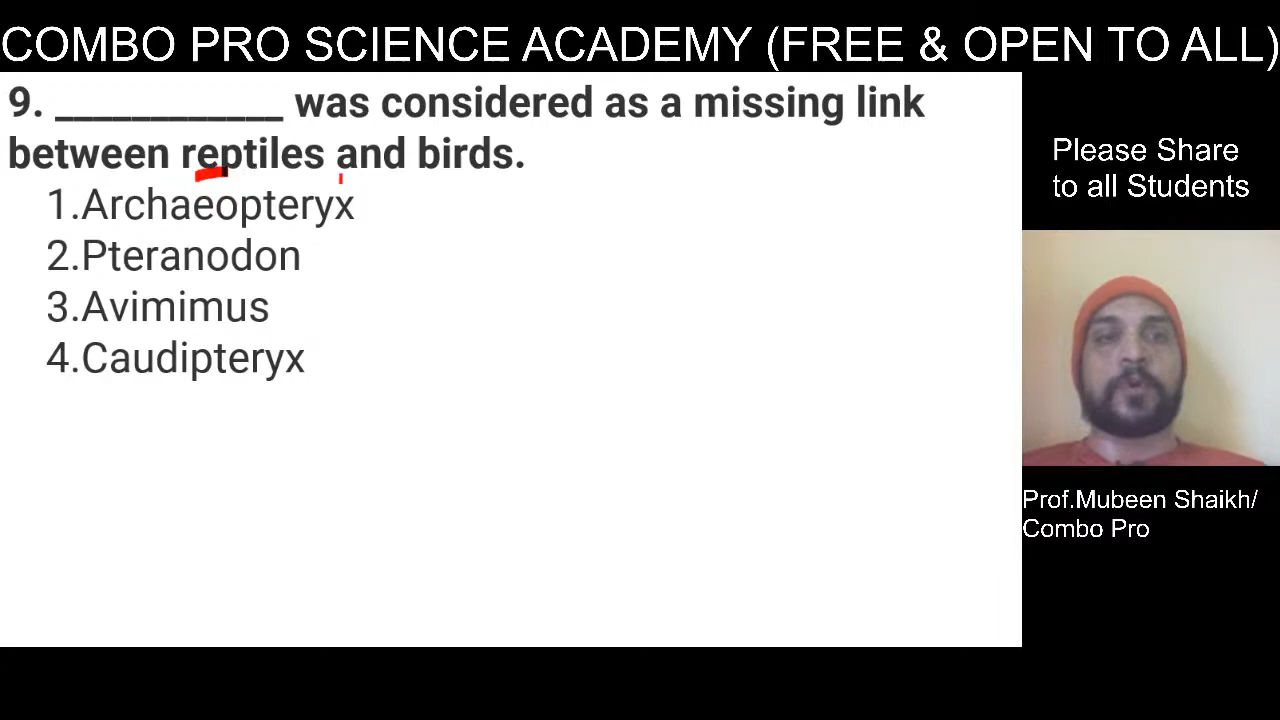 COMBO PRO SCIENCE ACADEMY (FREE & OPEN TO ALL)
9. ____________ was considered as a missing link
between reptiles and birds.
1.Archaeopteryx
2.Pteranodon
3.Avimimus
4.Caudipteryx
Please Share
to all Students
Prof.Mubeen Shaikh/
Combo Pro